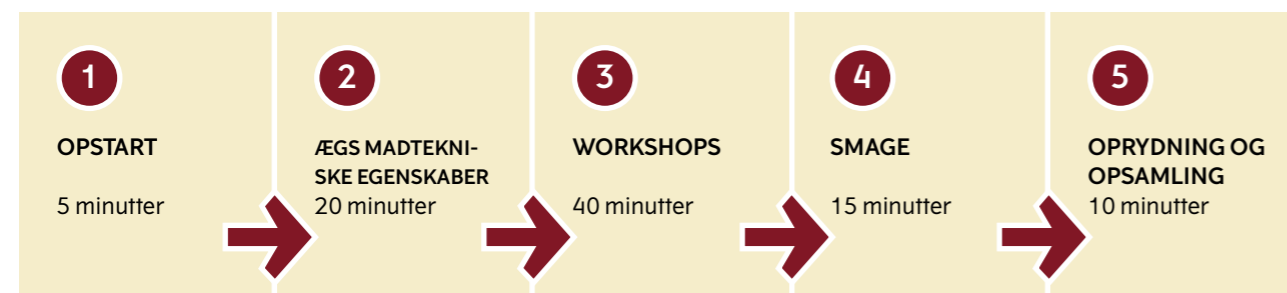 1
OPSTART
5 minutter
2
ÆGS MADTEKNI-
SKE EGENSKABER
20 minutter
3
WORKSHOPS
40 minutter
4
SMAGE
15 minutter
5
OPRYDNING OG
OPSAMLING
10 minutter